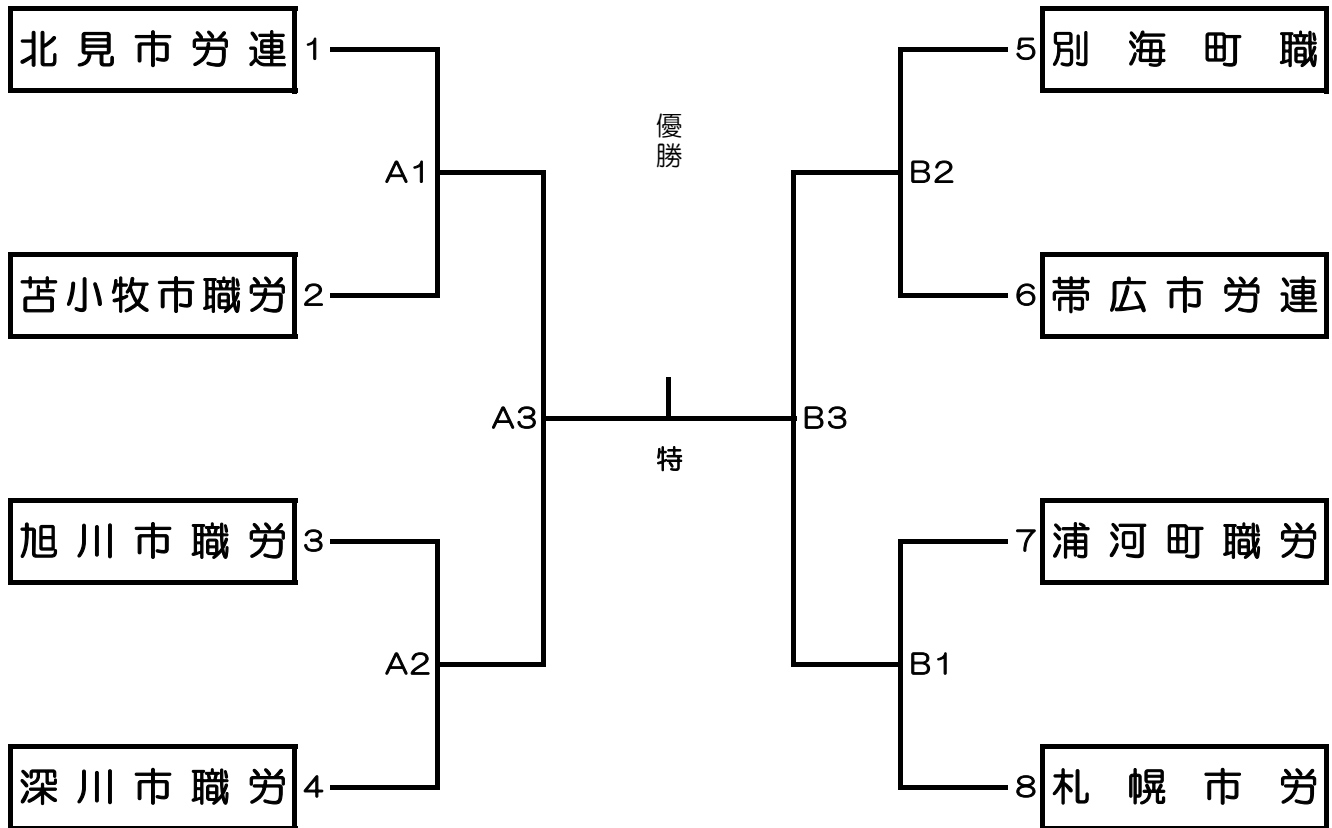 北見市労連 1
A1
苫小牧市職労 2
A3
旭川市職労 3
A2
深川市職労 4
優勝
特
5 別海町職
B2
6 帯広市労連
B3
7 浦河町職労
B1
8 札幌市労